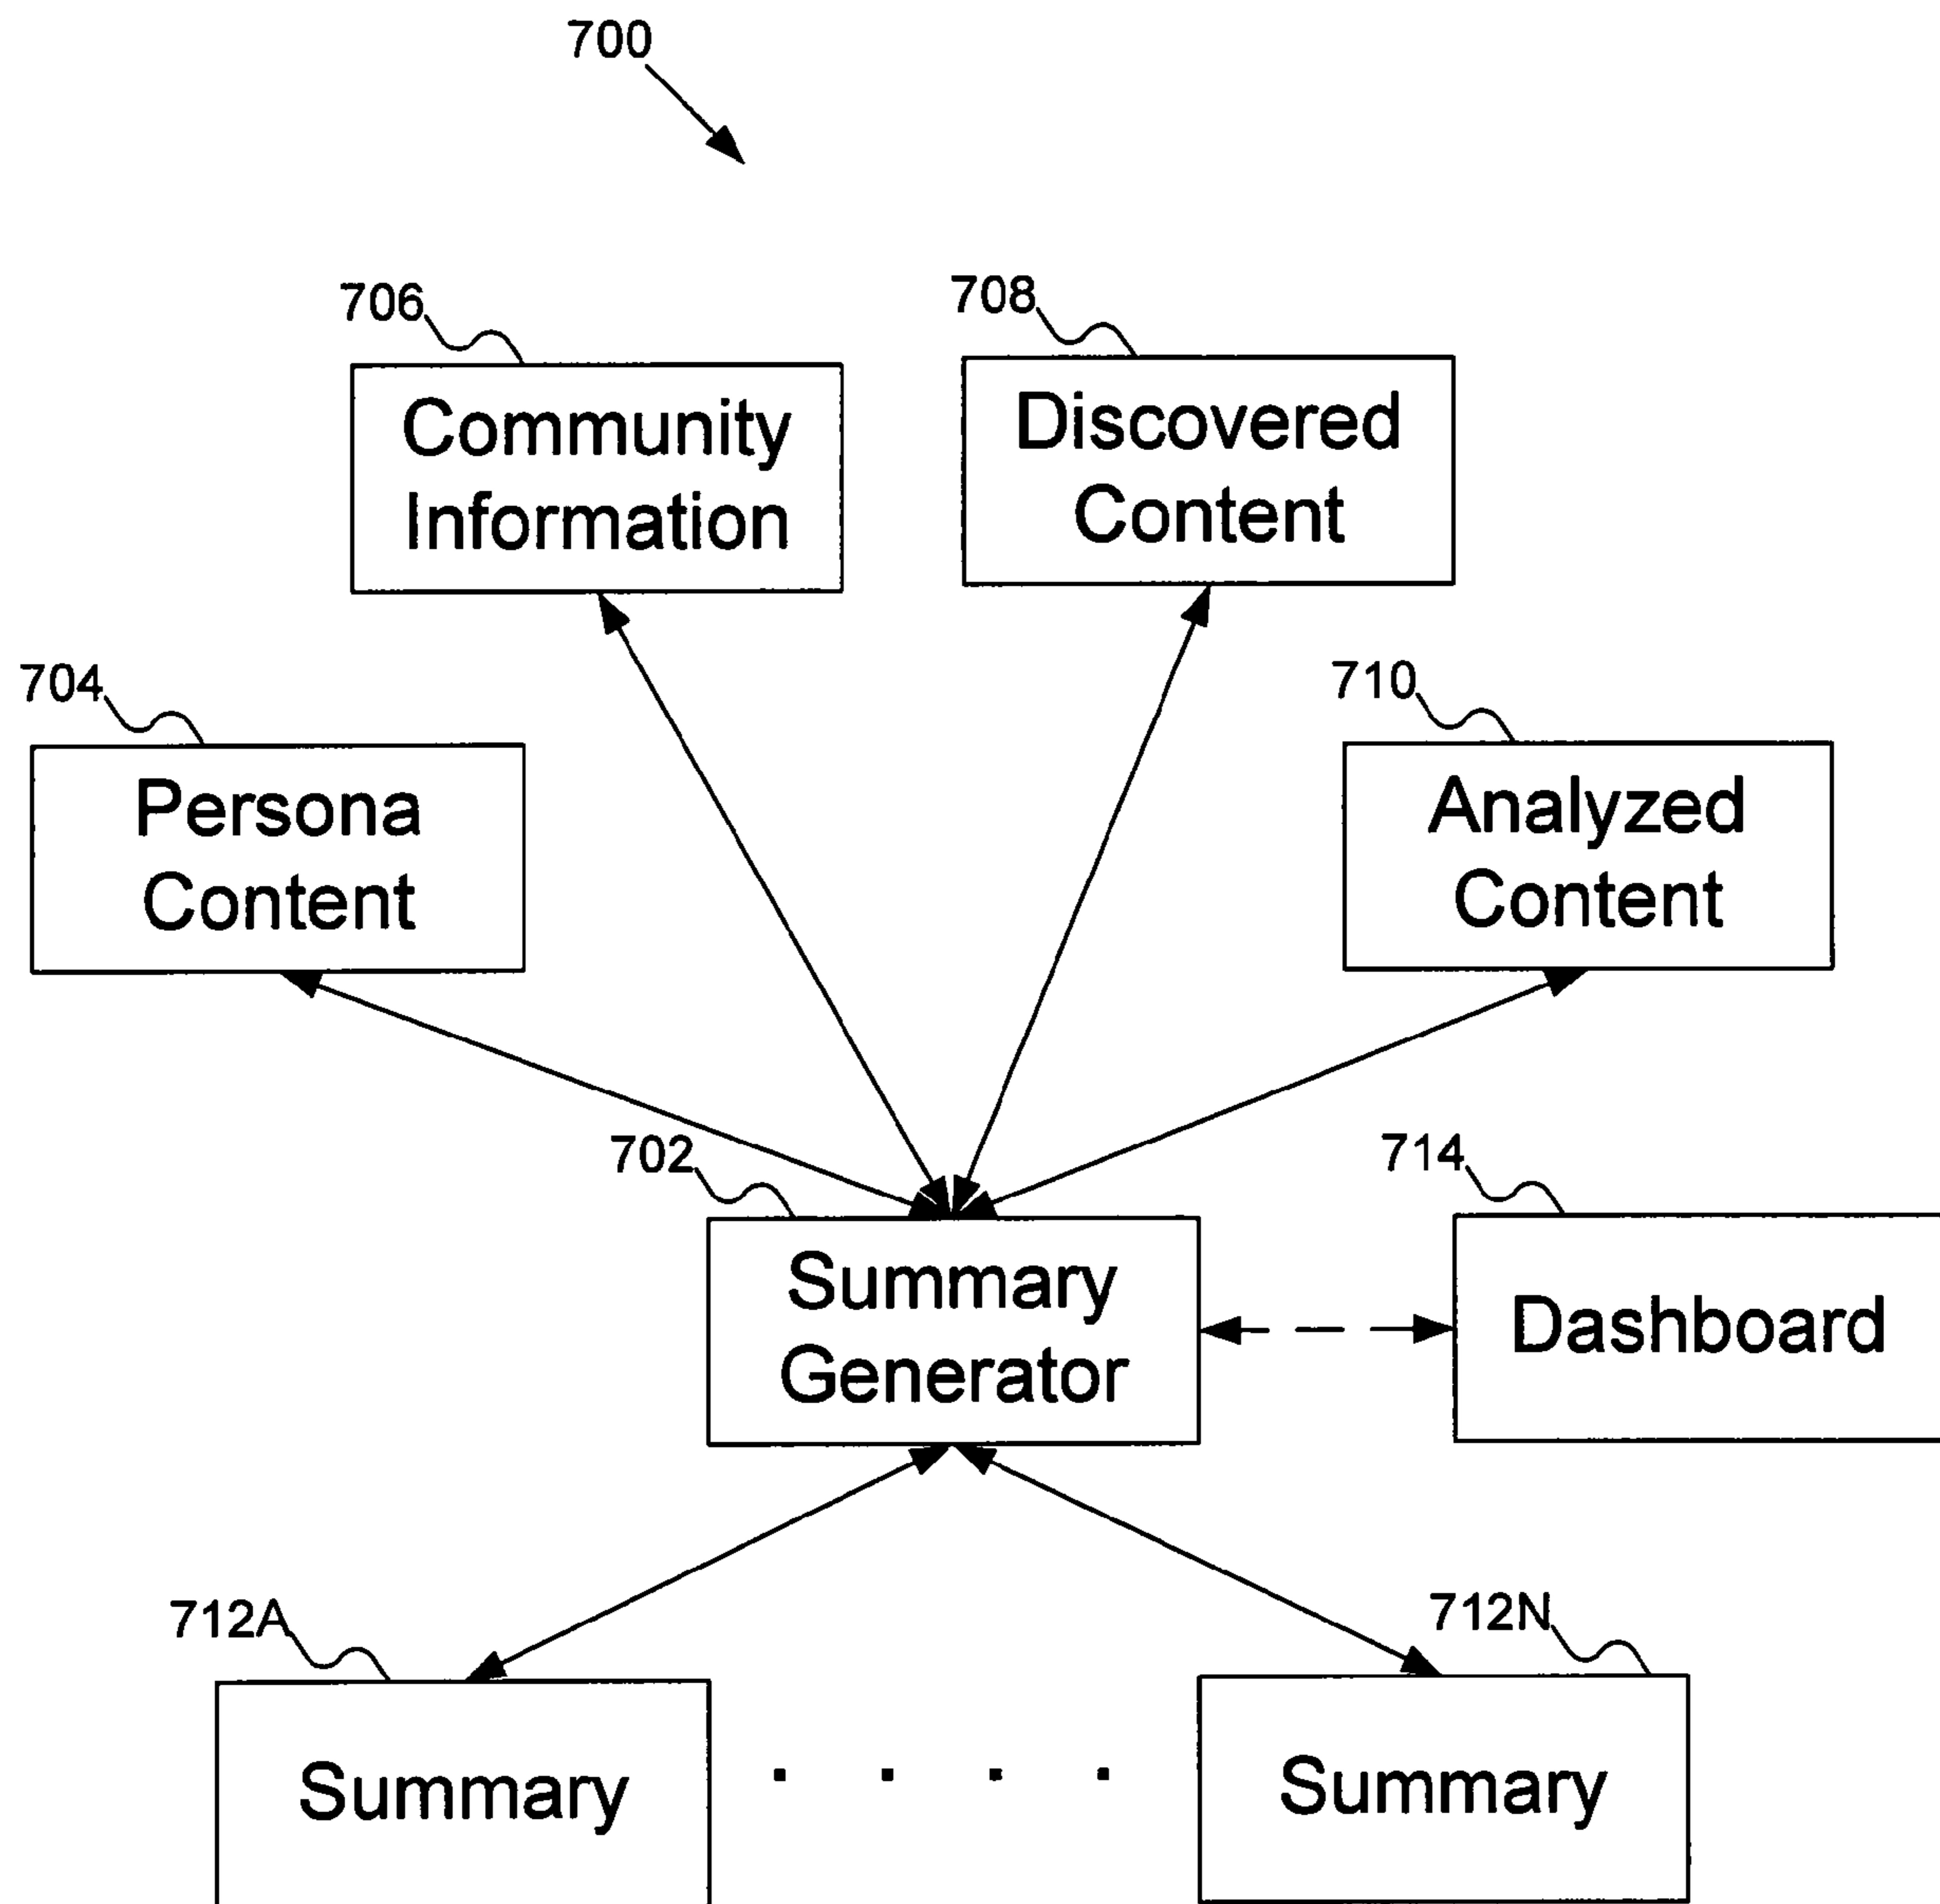 700
706
Community
Information
708
Discovered
Content
704
Persona
Content
710
Analyzed
Content
702
Summary
Generator
714
Dashboard
712A
Summary
712N
Summary